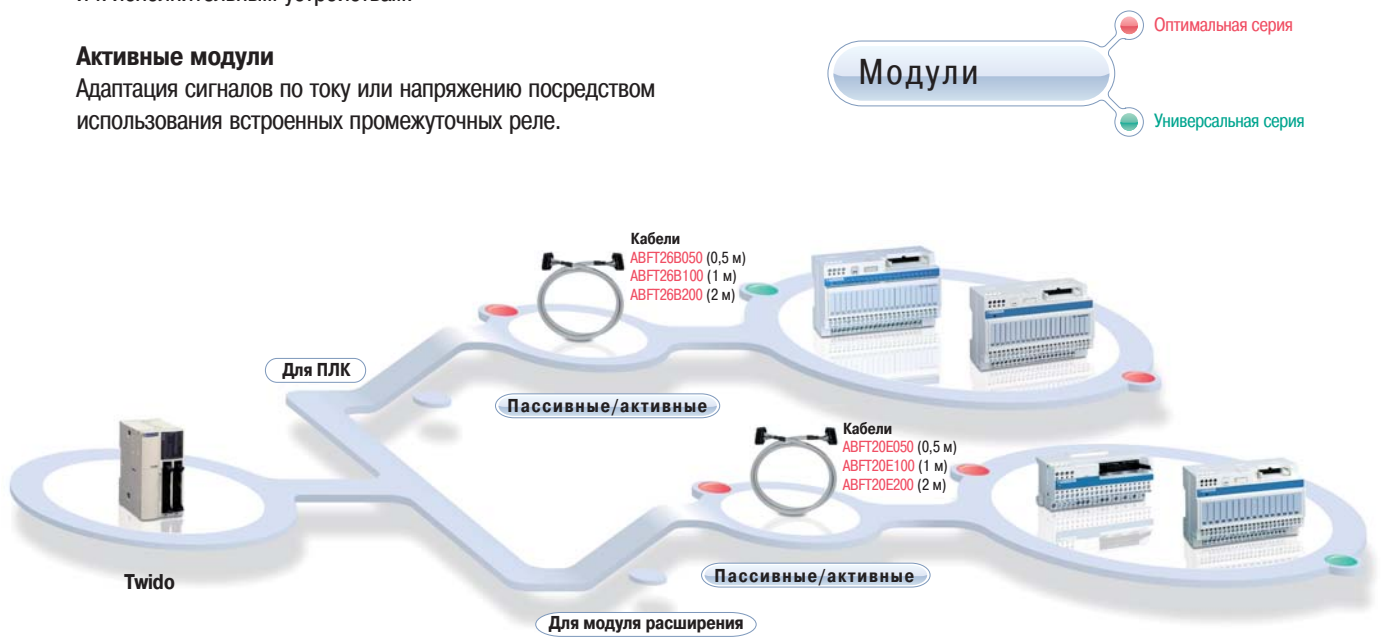 и к исполнительным устройствам.
Активные модули
Адаптация сигналов по току или напряжению посредством
использования встроенных промежуточных реле.
Оптимальная серия
Модули
Универсальная серия
Кабели
ABFT26B050 (0,5 м)
ABFT26B100 (1 м)
ABFT26B200 (2 м)
Для ПЛК
Пассивные/активные
Кабели
ABFT20E050 (0,5 м)
ABFT20E100 (1 м)
ABFT20E200 (2 м)
Twido
Пассивные/активные
Для модуля расширения